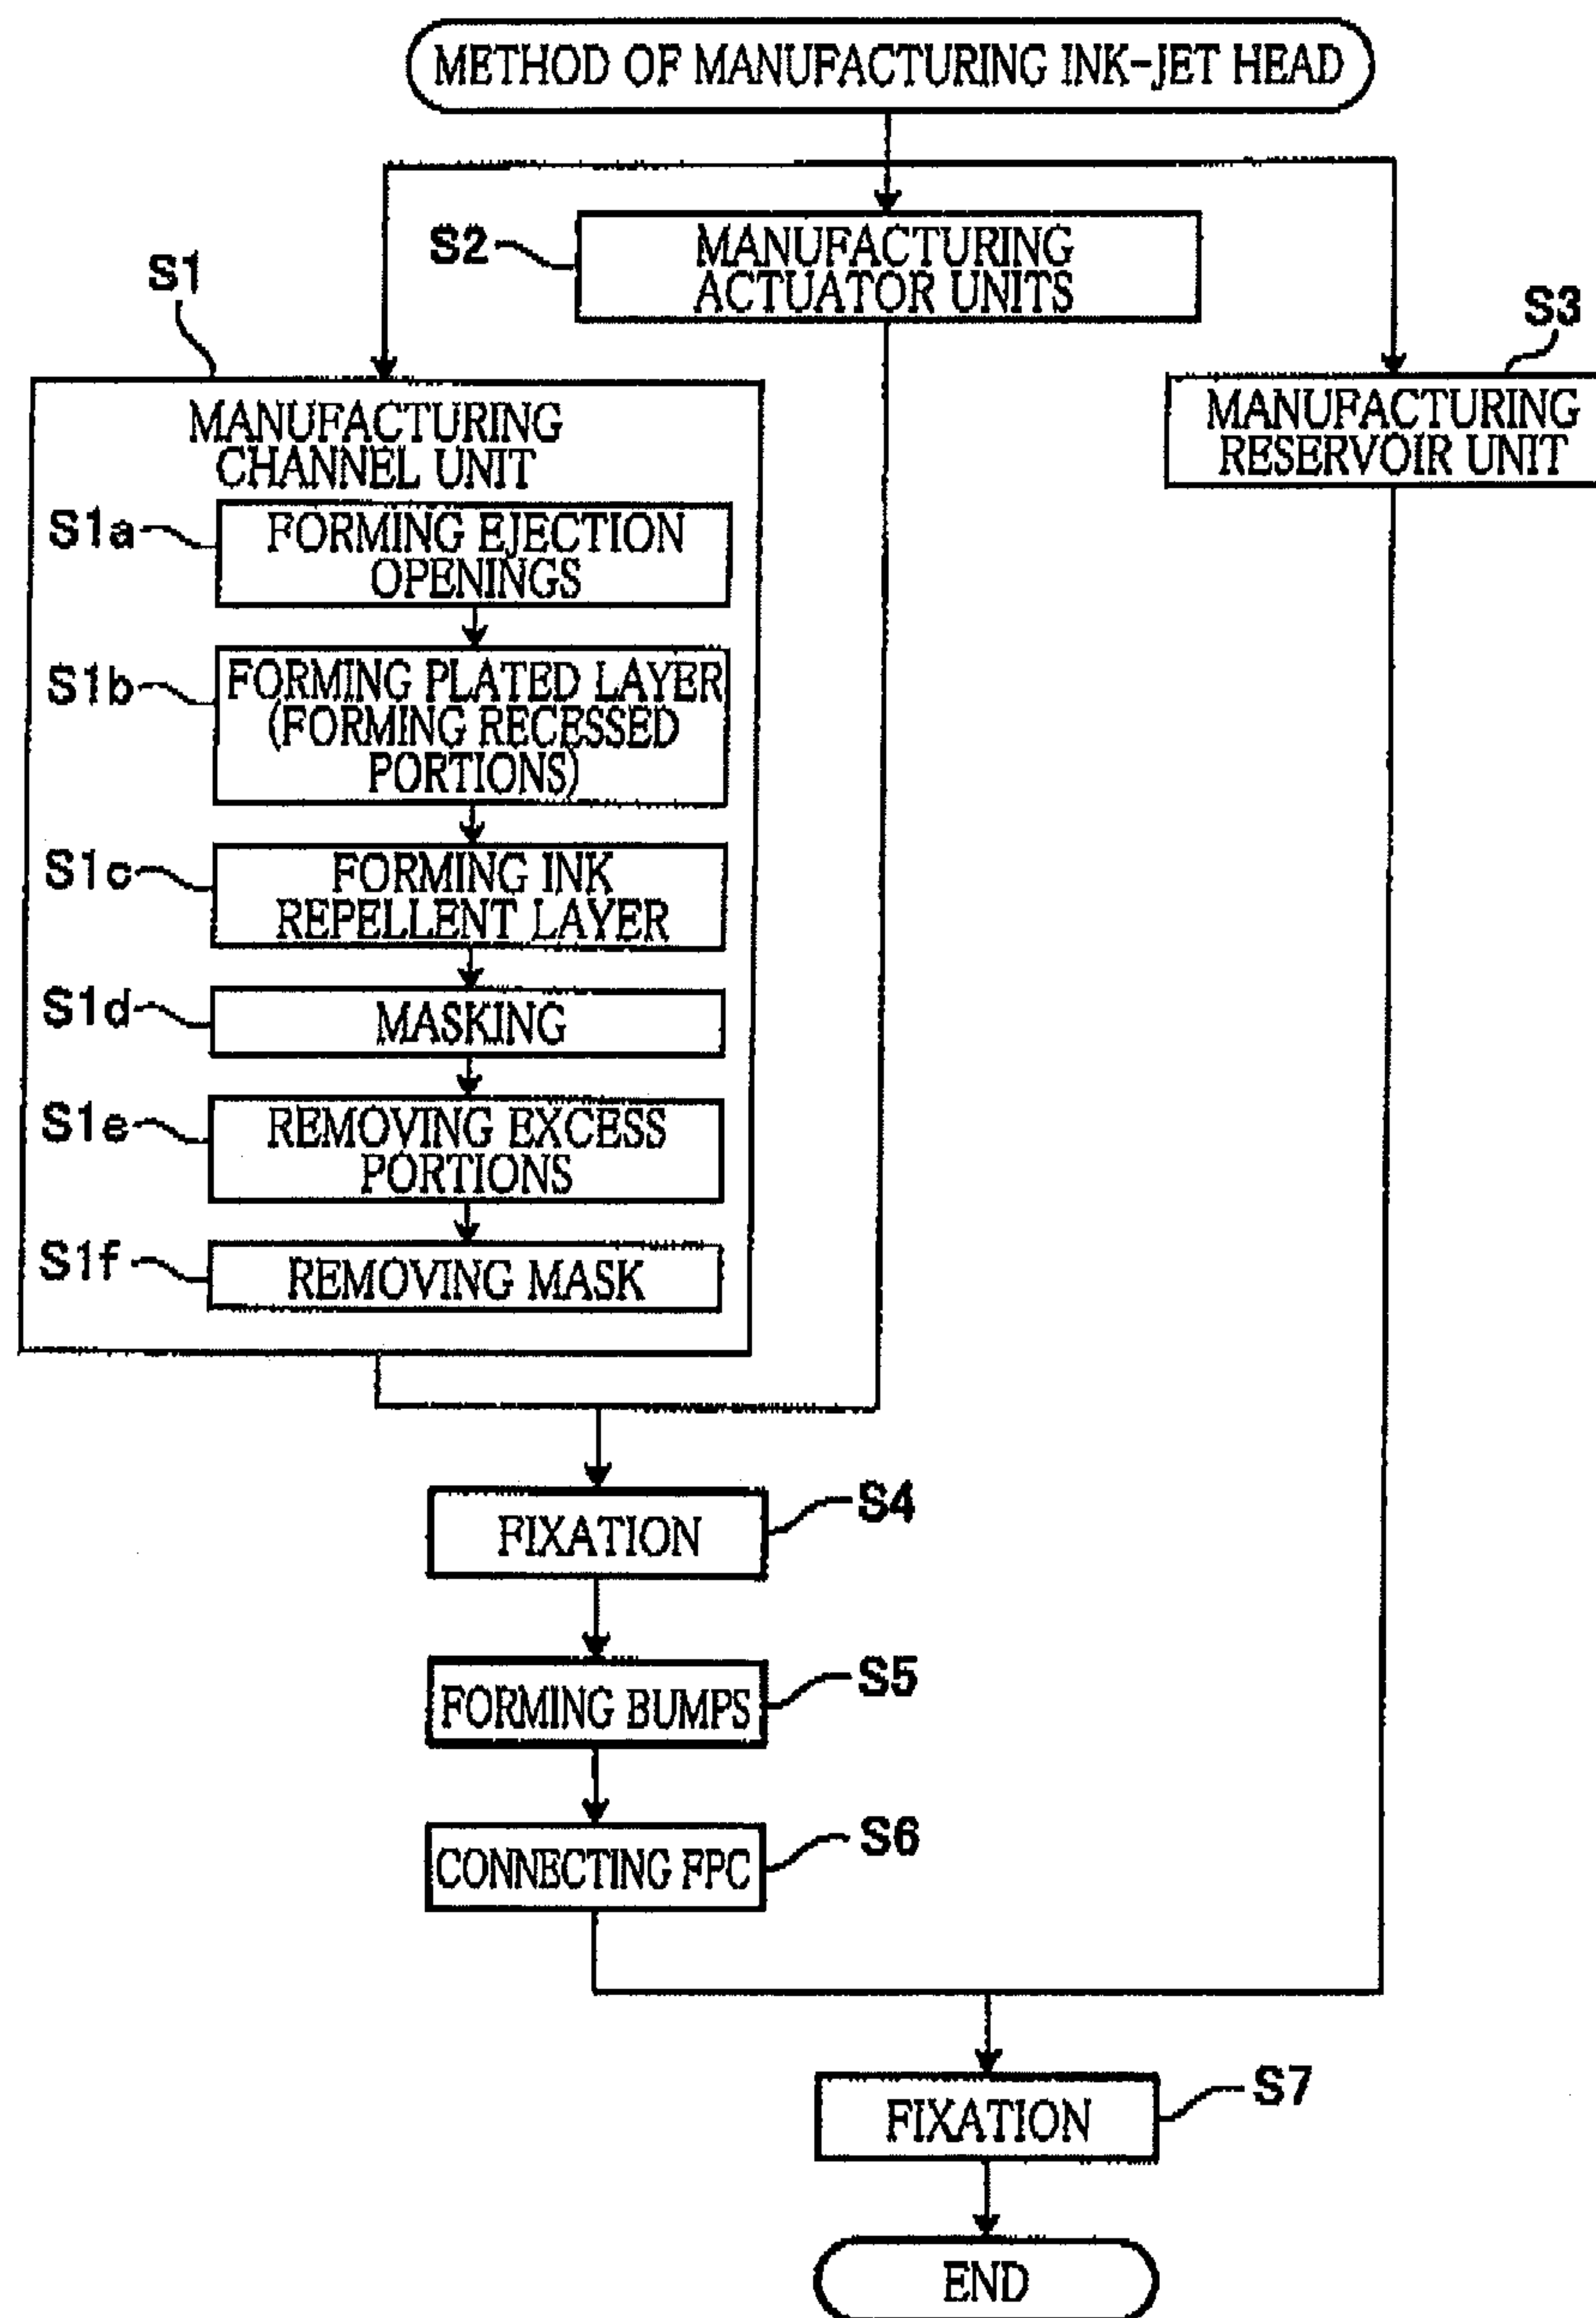 METHOD OF MANUFACTURING INK-JET HEAD
S2
MANUFACTURING
ACTUATOR UNITS
S1
S3
MANUFACTURING
CHANNEL UNIT
MANUFACTURING
RESERVOIR UNIT
S1a
FORMING EJECTION
OPENINGS
S1b
FORMING PLATED LAYER
(FORMING RECESSED
PORTIONS)
S1c
FORMING INK
REPELLENT LAYER
S1d
MASKING
S1e
REMOVING EXCESS
PORTIONS
S1f
REMOVING MASK
S4
FIXATION
S5
FORMING BUMPS
S6
CONNECTING FPC
S7
FIXATION
END